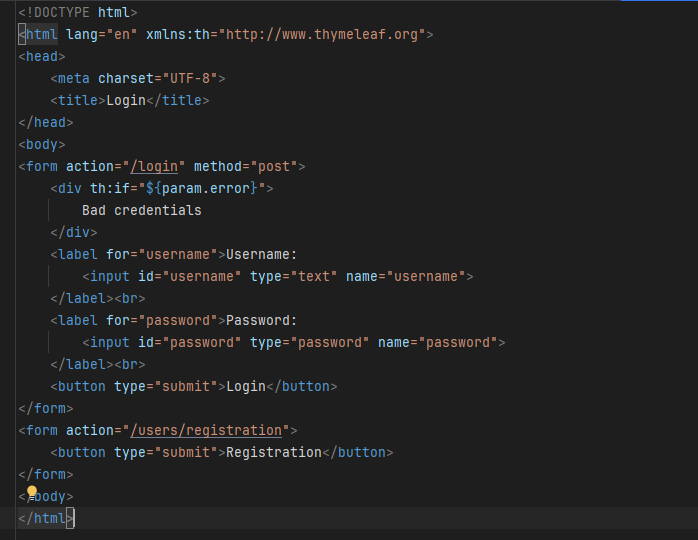 <!DOCTYPE html>
<html lang="en" xmlns:th="http://www.thymeleaf.org">
<head>
    <meta charset="UTF-8">
    <title>Login</title>
</head>
<body>
<form action="/login" method="post">
    <div th:if="${param.error}">
        Bad credentials
    </div>
    <label for="username">Username:
        <input id="username" type="text" name="username">
    </label><br>
    <label for="password">Password:
        <input id="password" type="password" name="password">
    </label><br>
    <button type="submit">Login</button>
</form>
<form action="/users/registration">
    <button type="submit">Registration</button>
</form>
</body>
</html>